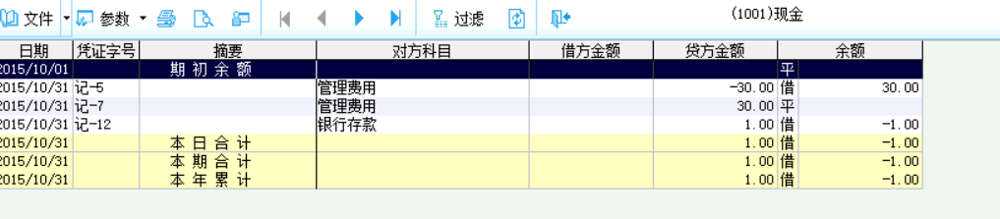 文件 参数 过滤 (1001)现金
日期 凭证字号 摘要 对方科目 借方金额 贷方金额 余额
2015/10/01 期初余额 平
2015/10/31 记-5 管理费用 -30.00 借 30.00
2015/10/31 记-7 管理费用 30.00 平
2015/10/31 记-12 银行存款 1.00 借 -1.00
2015/10/31 本日合计 1.00 借 -1.00
2015/10/31 本期合计 1.00 借 -1.00
2015/10/31 本年累计 1.00 借 -1.00